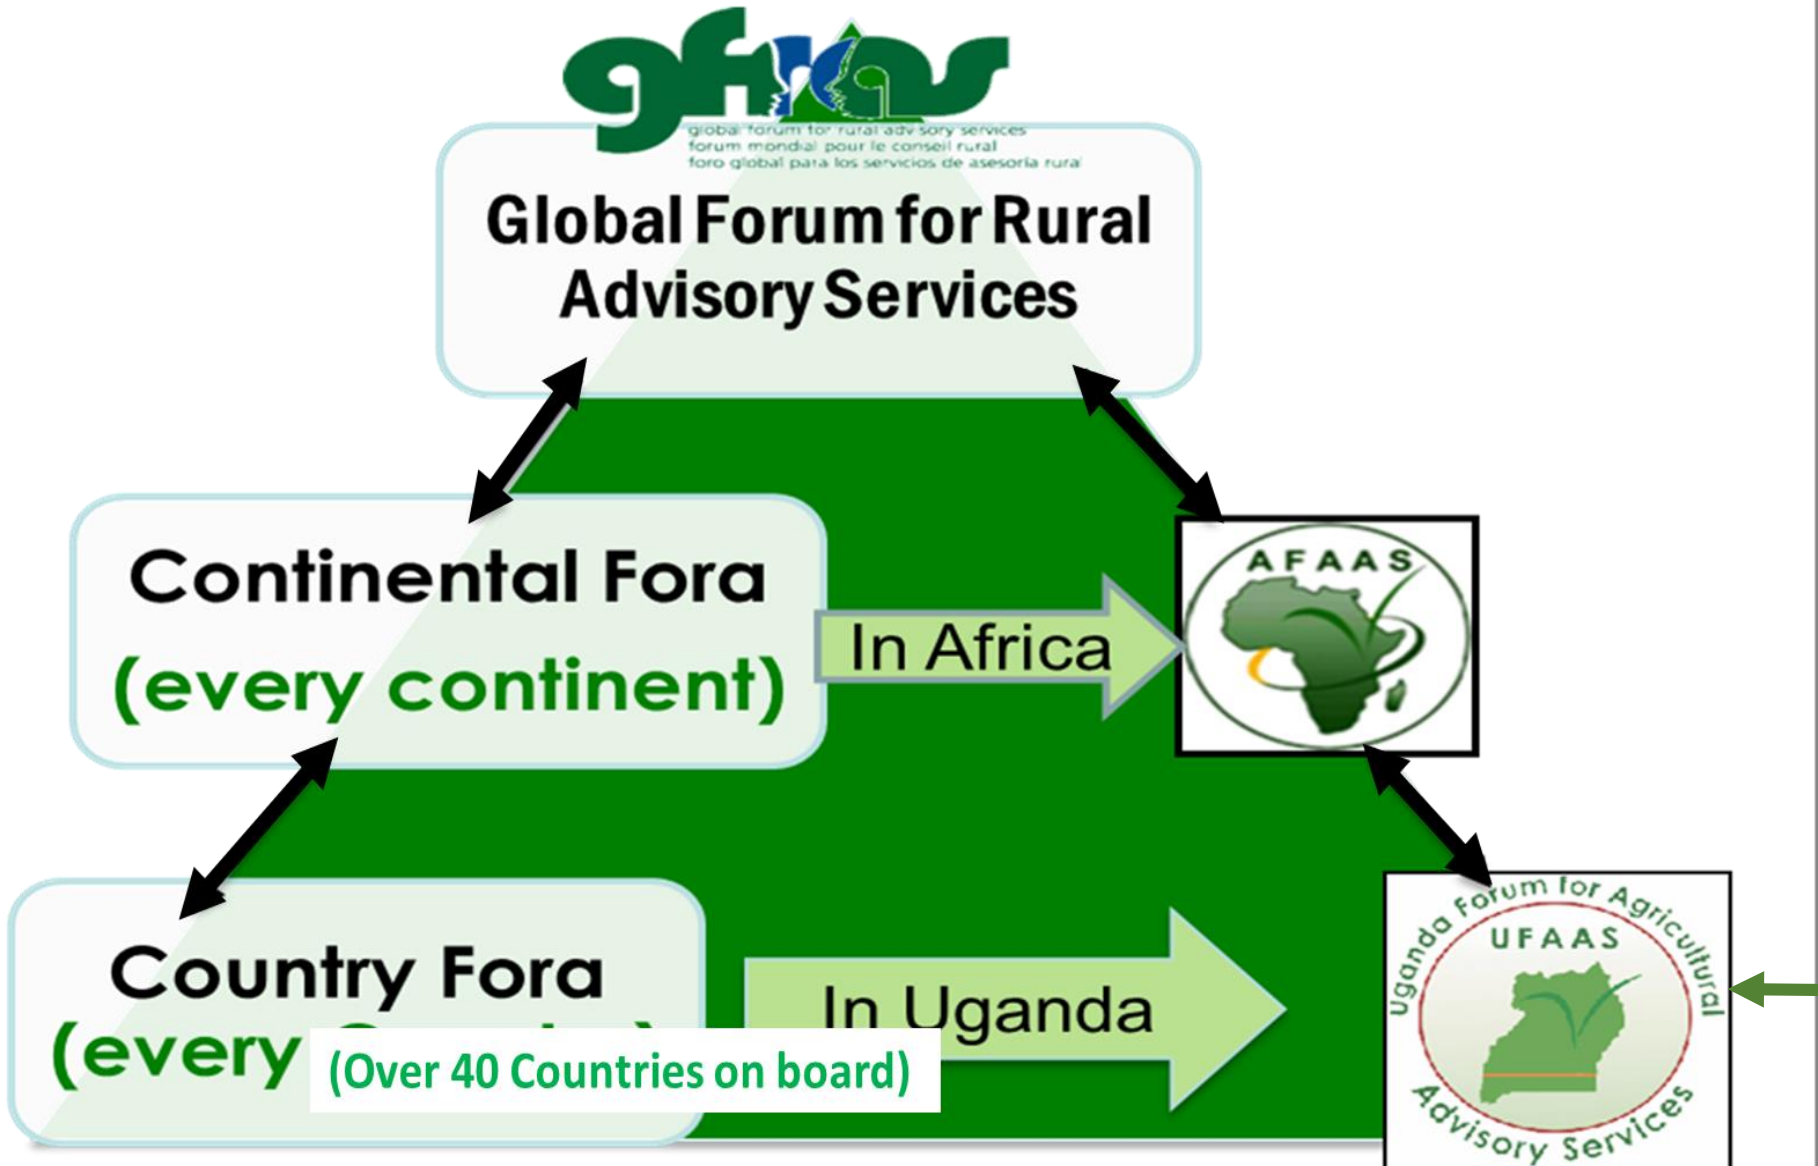 gfras
global forum for rural advisory services
forum mondial pour le conseil rural
foro global para los servicios de asesoría rural
Global Forum for Rural
Advisory Services
Continental Fora
(every continent)
In Africa
AFAAS
Country Fora
(every
(Over 40 Countries on board)
In Uganda
Uganda Forum for Agricultural
UFAAS
Advisory Services